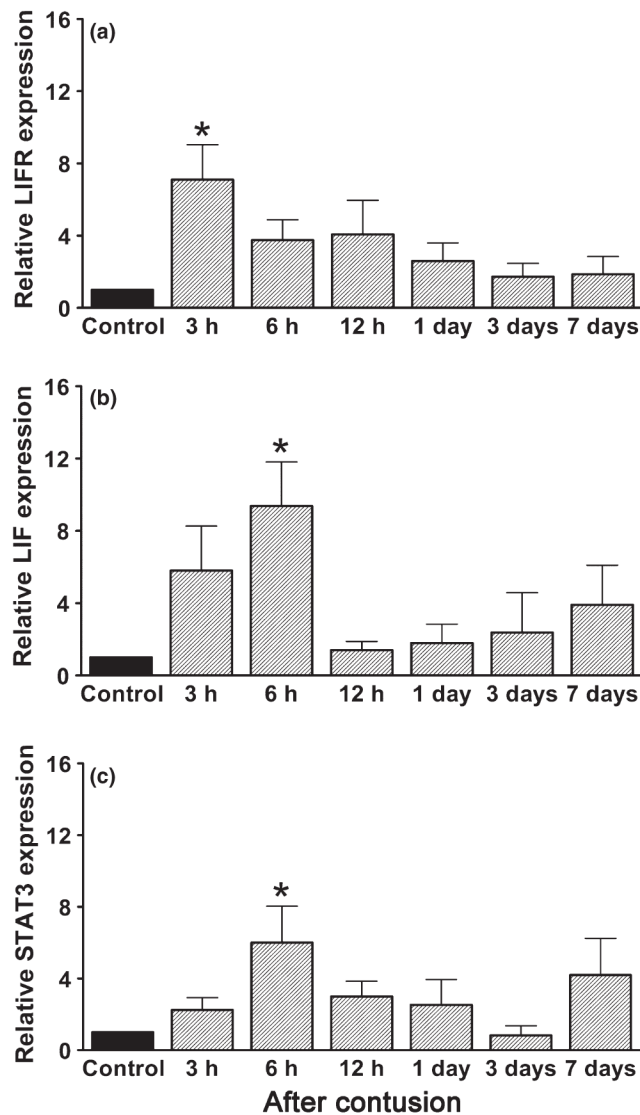 (a)
Relative LIFR expression
16
12
8
4
0
*
Control 3 h 6 h 12 h 1 day 3 days 7 days
(b)
Relative LIF expression
16
12
8
4
0
*
Control 3 h 6 h 12 h 1 day 3 days 7 days
(c)
Relative STAT3 expression
16
12
8
4
0
*
Control 3 h 6 h 12 h 1 day 3 days 7 days
After contusion